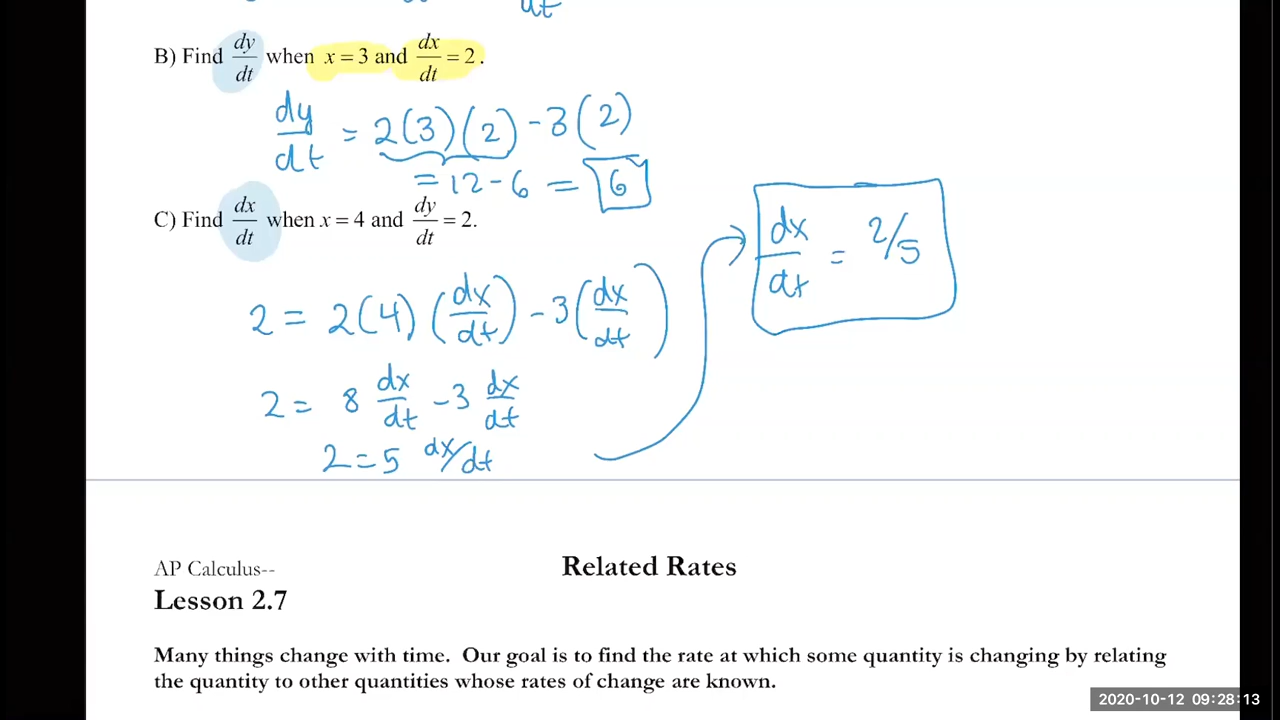 dt
B) Find dy/dt when x = 3 and dx/dt = 2.
dy/dt = 2(3)(2) - 3(2)
= 12 - 6 = 6
C) Find dx/dt when x = 4 and dy/dt = 2.
dx/dt = 2/5
2 = 2(4)(dx/dt) - 3(dx/dt)
2 = 8 dx/dt - 3 dx/dt
2 = 5 dx/dt
AP Calculus--
Related Rates
Lesson 2.7
Many things change with time. Our goal is to find the rate at which some quantity is changing by relating
the quantity to other quantities whose rates of change are known.
2020-10-12 09:28:13